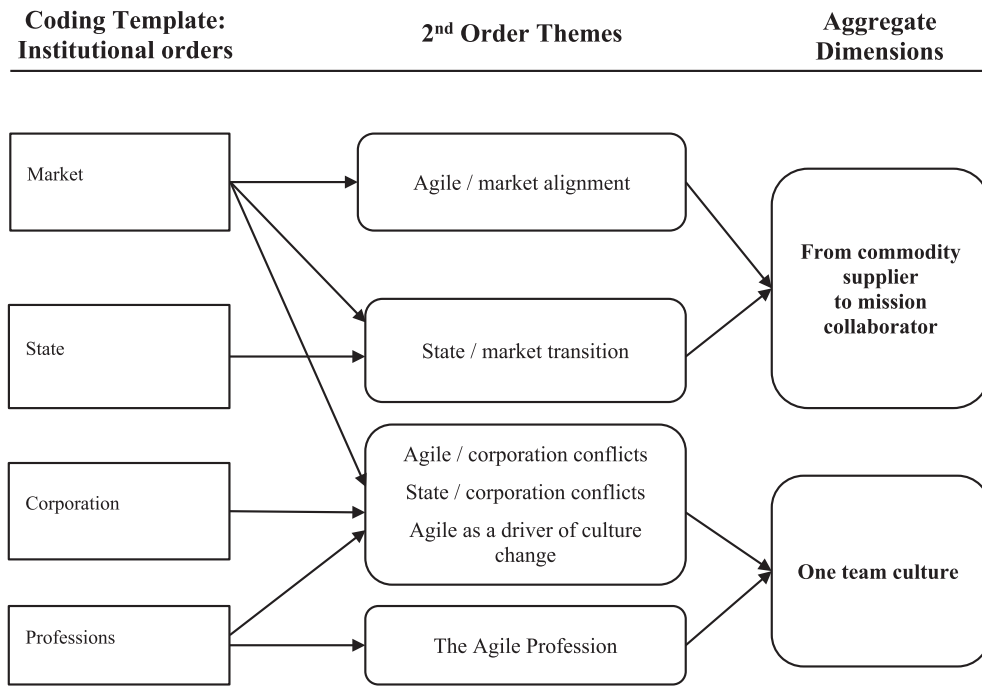 Coding Template:
Institutional orders
2nd Order Themes
Aggregate
Dimensions
Market
Agile / market alignment
From commodity
supplier
to mission
collaborator
State
State / market transition
Corporation
Agile / corporation conflicts
State / corporation conflicts
Agile as a driver of culture
change
One team culture
Professions
The Agile Profession